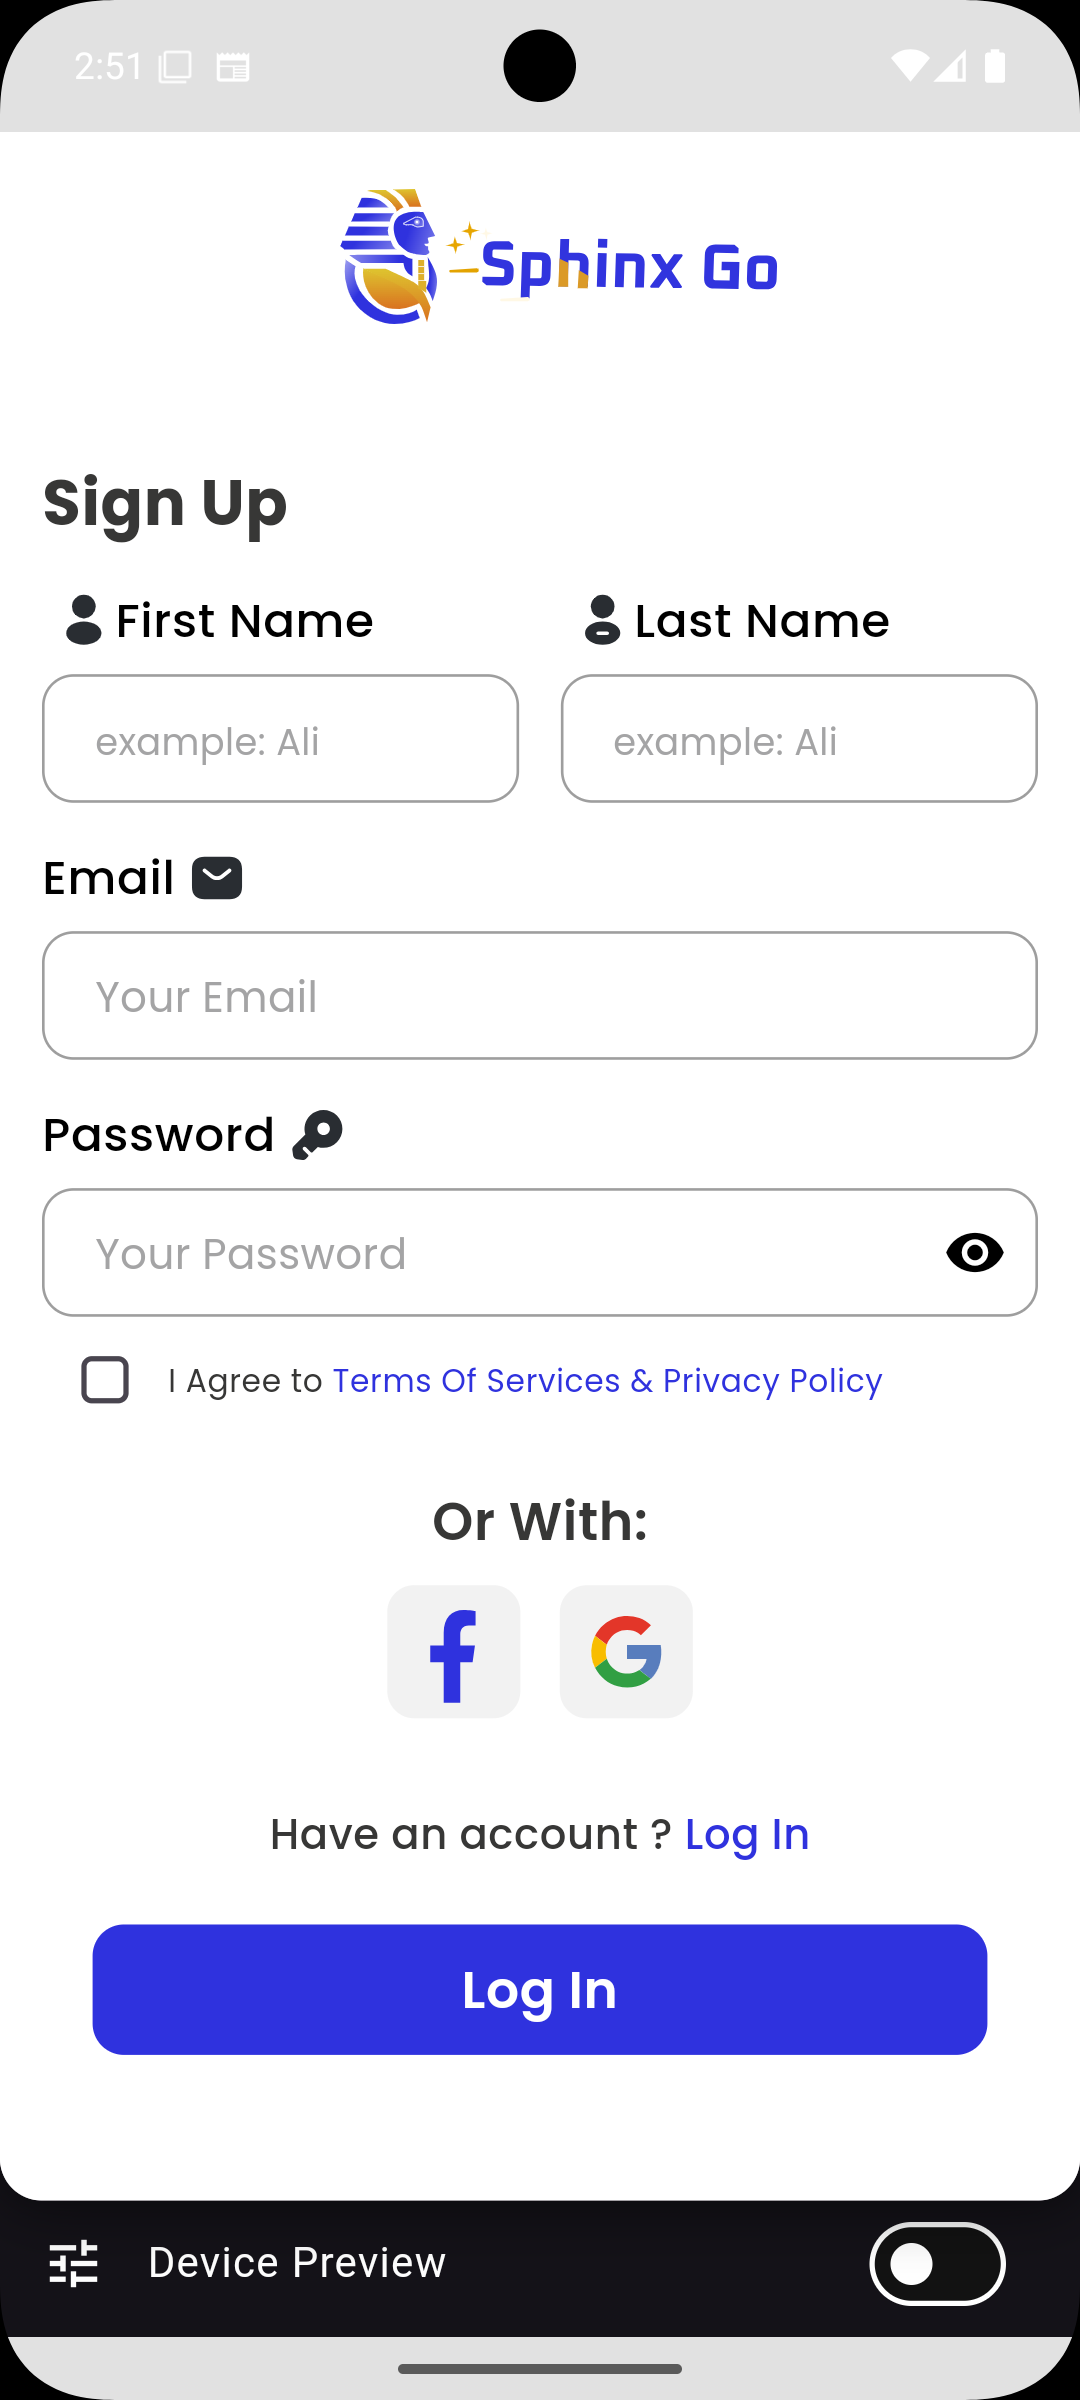 2:51
Sphinx Go
Sign Up
First Name
Last Name
example: Ali
example: Ali
Email
Your Email
Password
Your Password
I Agree to Terms Of Services & Privacy Policy
Or With:
Have an account ? Log In
Log In
Device Preview